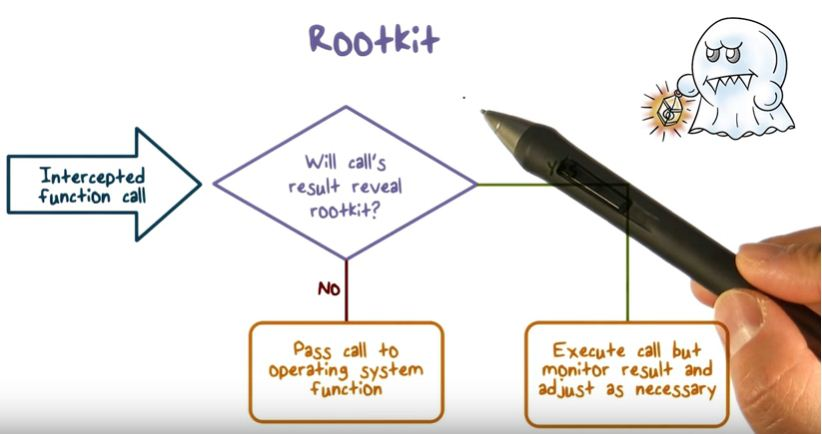 Rootkit
Intercepted
function call
Will call's
result reveal
rootkit?
NO
Pass call to
operating system
function
Execute call but
monitor result and
adjust as necessary